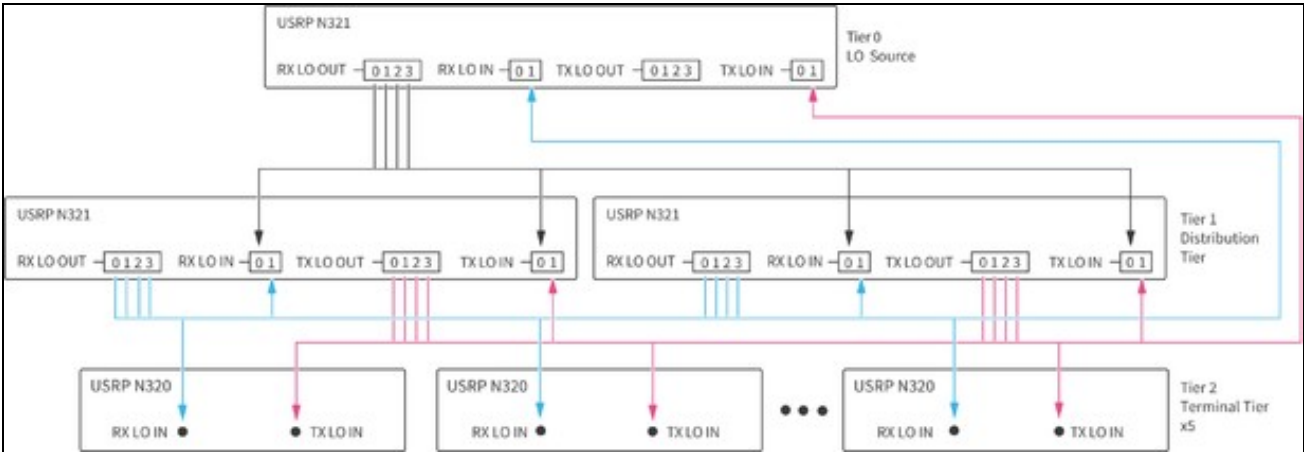 USRP N321
RX LO OUT 0 1 2 3 RX LO IN 0 1 TX LO OUT 0 1 2 3 TX LO IN 0 1
Tier 0
LO Source
USRP N321
RX LO OUT 0 1 2 3 RX LO IN 0 1 TX LO OUT 0 1 2 3 TX LO IN 0 1
USRP N321
RX LO OUT 0 1 2 3 RX LO IN 0 1 TX LO OUT 0 1 2 3 TX LO IN 0 1
Tier 1
Distribution
Tier
USRP N320
RX LO IN TX LO IN
USRP N320
RX LO IN TX LO IN
USRP N320
RX LO IN TX LO IN
Tier 2
Terminal Tier
x5